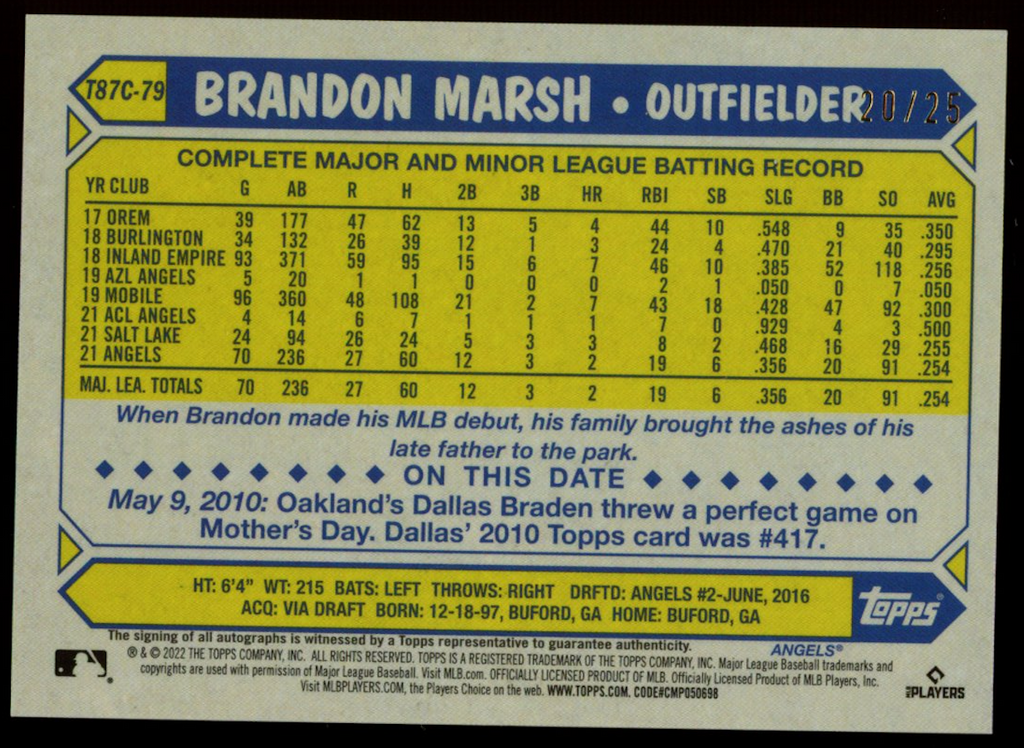 T87C-79 BRANDON MARSH • OUTFIELDER 20/25
COMPLETE MAJOR AND MINOR LEAGUE BATTING RECORD
YR CLUB G AB R H 2B 3B HR RBI SB SLG BB SO AVG
17 OREM 39 177 47 62 13 5 4 44 10 .548 9 35 .350
18 BURLINGTON 34 132 26 39 12 1 3 24 4 .470 21 40 .295
18 INLAND EMPIRE 93 371 59 95 15 6 7 46 10 .385 52 118 .256
19 AZL ANGELS 5 20 1 1 0 0 0 2 1 .050 0 7 .050
19 MOBILE 96 360 48 108 21 2 7 43 18 .428 47 92 .300
21 ACL ANGELS 4 14 6 7 1 1 1 7 0 .929 4 3 .500
21 SALT LAKE 24 94 26 24 5 3 3 8 2 .468 16 29 .255
21 ANGELS 70 236 27 60 12 3 2 19 6 .356 20 91 .254
MAJ. LEA. TOTALS 70 236 27 60 12 3 2 19 6 .356 20 91 .254
When Brandon made his MLB debut, his family brought the ashes of his
late father to the park.
ON THIS DATE
May 9, 2010: Oakland's Dallas Braden threw a perfect game on
Mother's Day. Dallas' 2010 Topps card was #417.
HT: 6'4" WT: 215 BATS: LEFT THROWS: RIGHT DRFTD: ANGELS #2-JUNE, 2016
ACQ: VIA DRAFT BORN: 12-18-97, BUFORD, GA HOME: BUFORD, GA
topps®
The signing of all autographs is witnessed by a Topps representative to guarantee authenticity.
ANGELS®
® & © 2022 THE TOPPS COMPANY, INC. ALL RIGHTS RESERVED. TOPPS IS A REGISTERED TRADEMARK OF THE TOPPS COMPANY, INC. Major League Baseball trademarks and
copyrights are used with permission of Major League Baseball. Visit MLB.com. OFFICIALLY LICENSED PRODUCT OF MLB. Officially Licensed Product of MLB Players, Inc.
Visit MLBPLAYERS.COM, the Players Choice on the web. WWW.TOPPS.COM. CODE#CMP050698
MLB PLAYERS